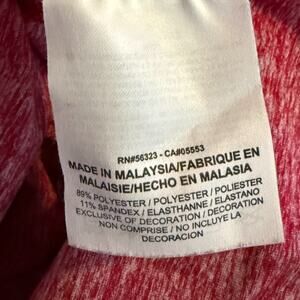 RN#56323 - CA#05553
MADE IN MALAYSIA/FABRIQUE EN
MALAISIE/HECHO EN MALASIA
89% POLYESTER / POLYESTER / POLIESTER
11% SPANDEX / ELASTHANNE / ELASTANO
EXCLUSIVE OF DECORATION / DECORATION
NON COMPRISE / NO INCLUYE LA
DECORACION